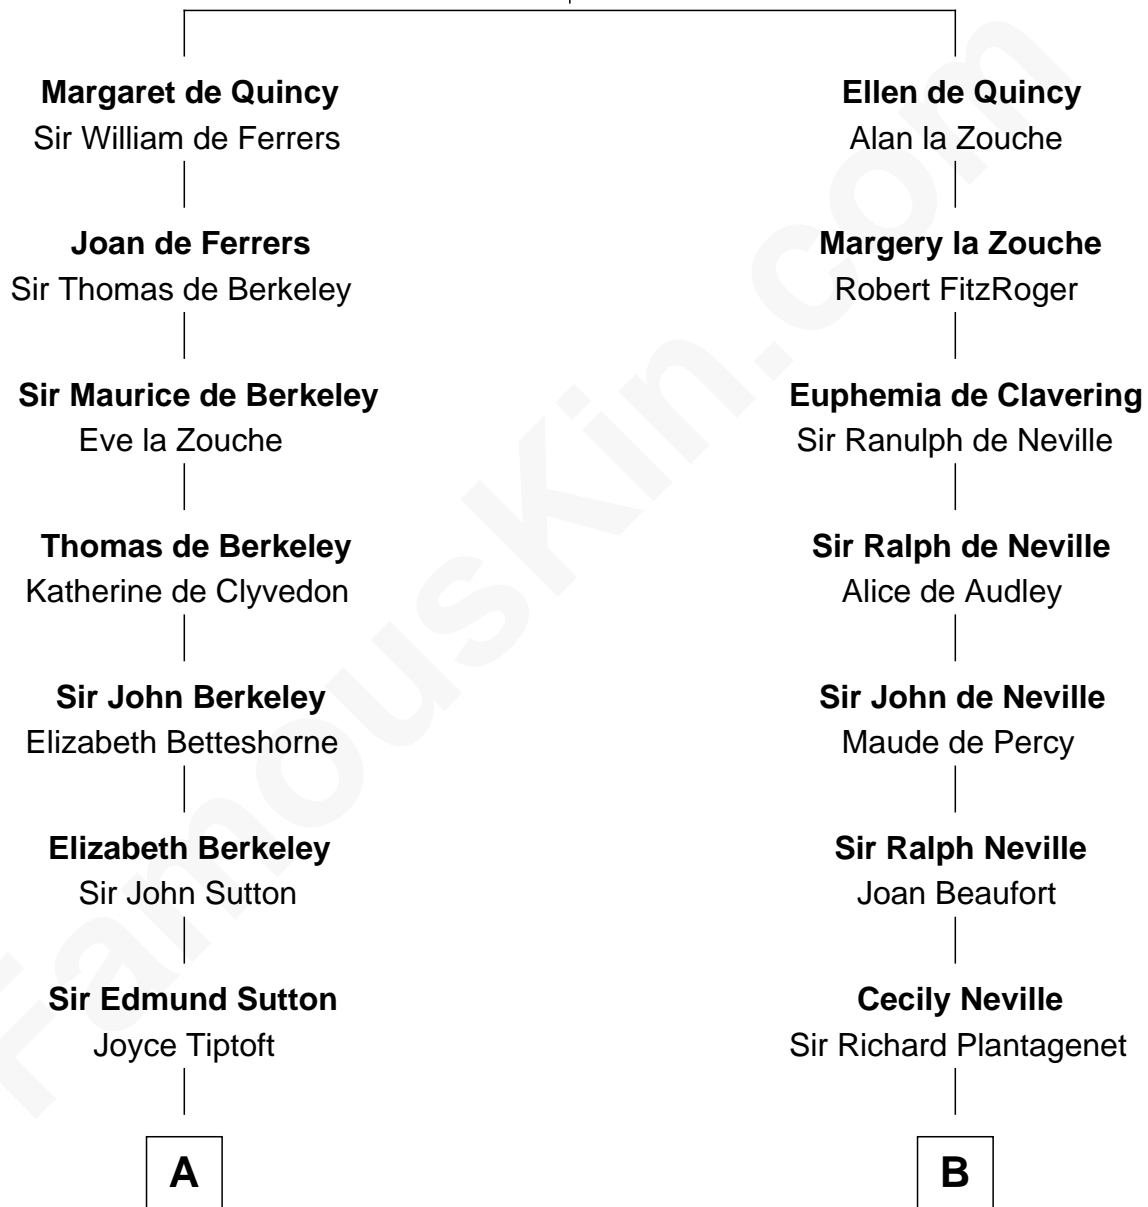 Margaret de Quincy
Sir William de Ferrers
Joan de Ferrers
Sir Thomas de Berkeley
Sir Maurice de Berkeley
Eve la Zouche
Thomas de Berkeley
Katherine de Clyvedon
Sir John Berkeley
Elizabeth Betteshorne
Elizabeth Berkeley
Sir John Sutton
Sir Edmund Sutton
Joyce Tiptoft
A
Ellen de Quincy
Alan la Zouche
Margery la Zouche
Robert FitzRoger
Euphemia de Clavering
Sir Ranulph de Neville
Sir Ralph de Neville
Alice de Audley
Sir John de Neville
Maude de Percy
Sir Ralph Neville
Joan Beaufort
Cecily Neville
Sir Richard Plantagenet
B
FamousKin.com